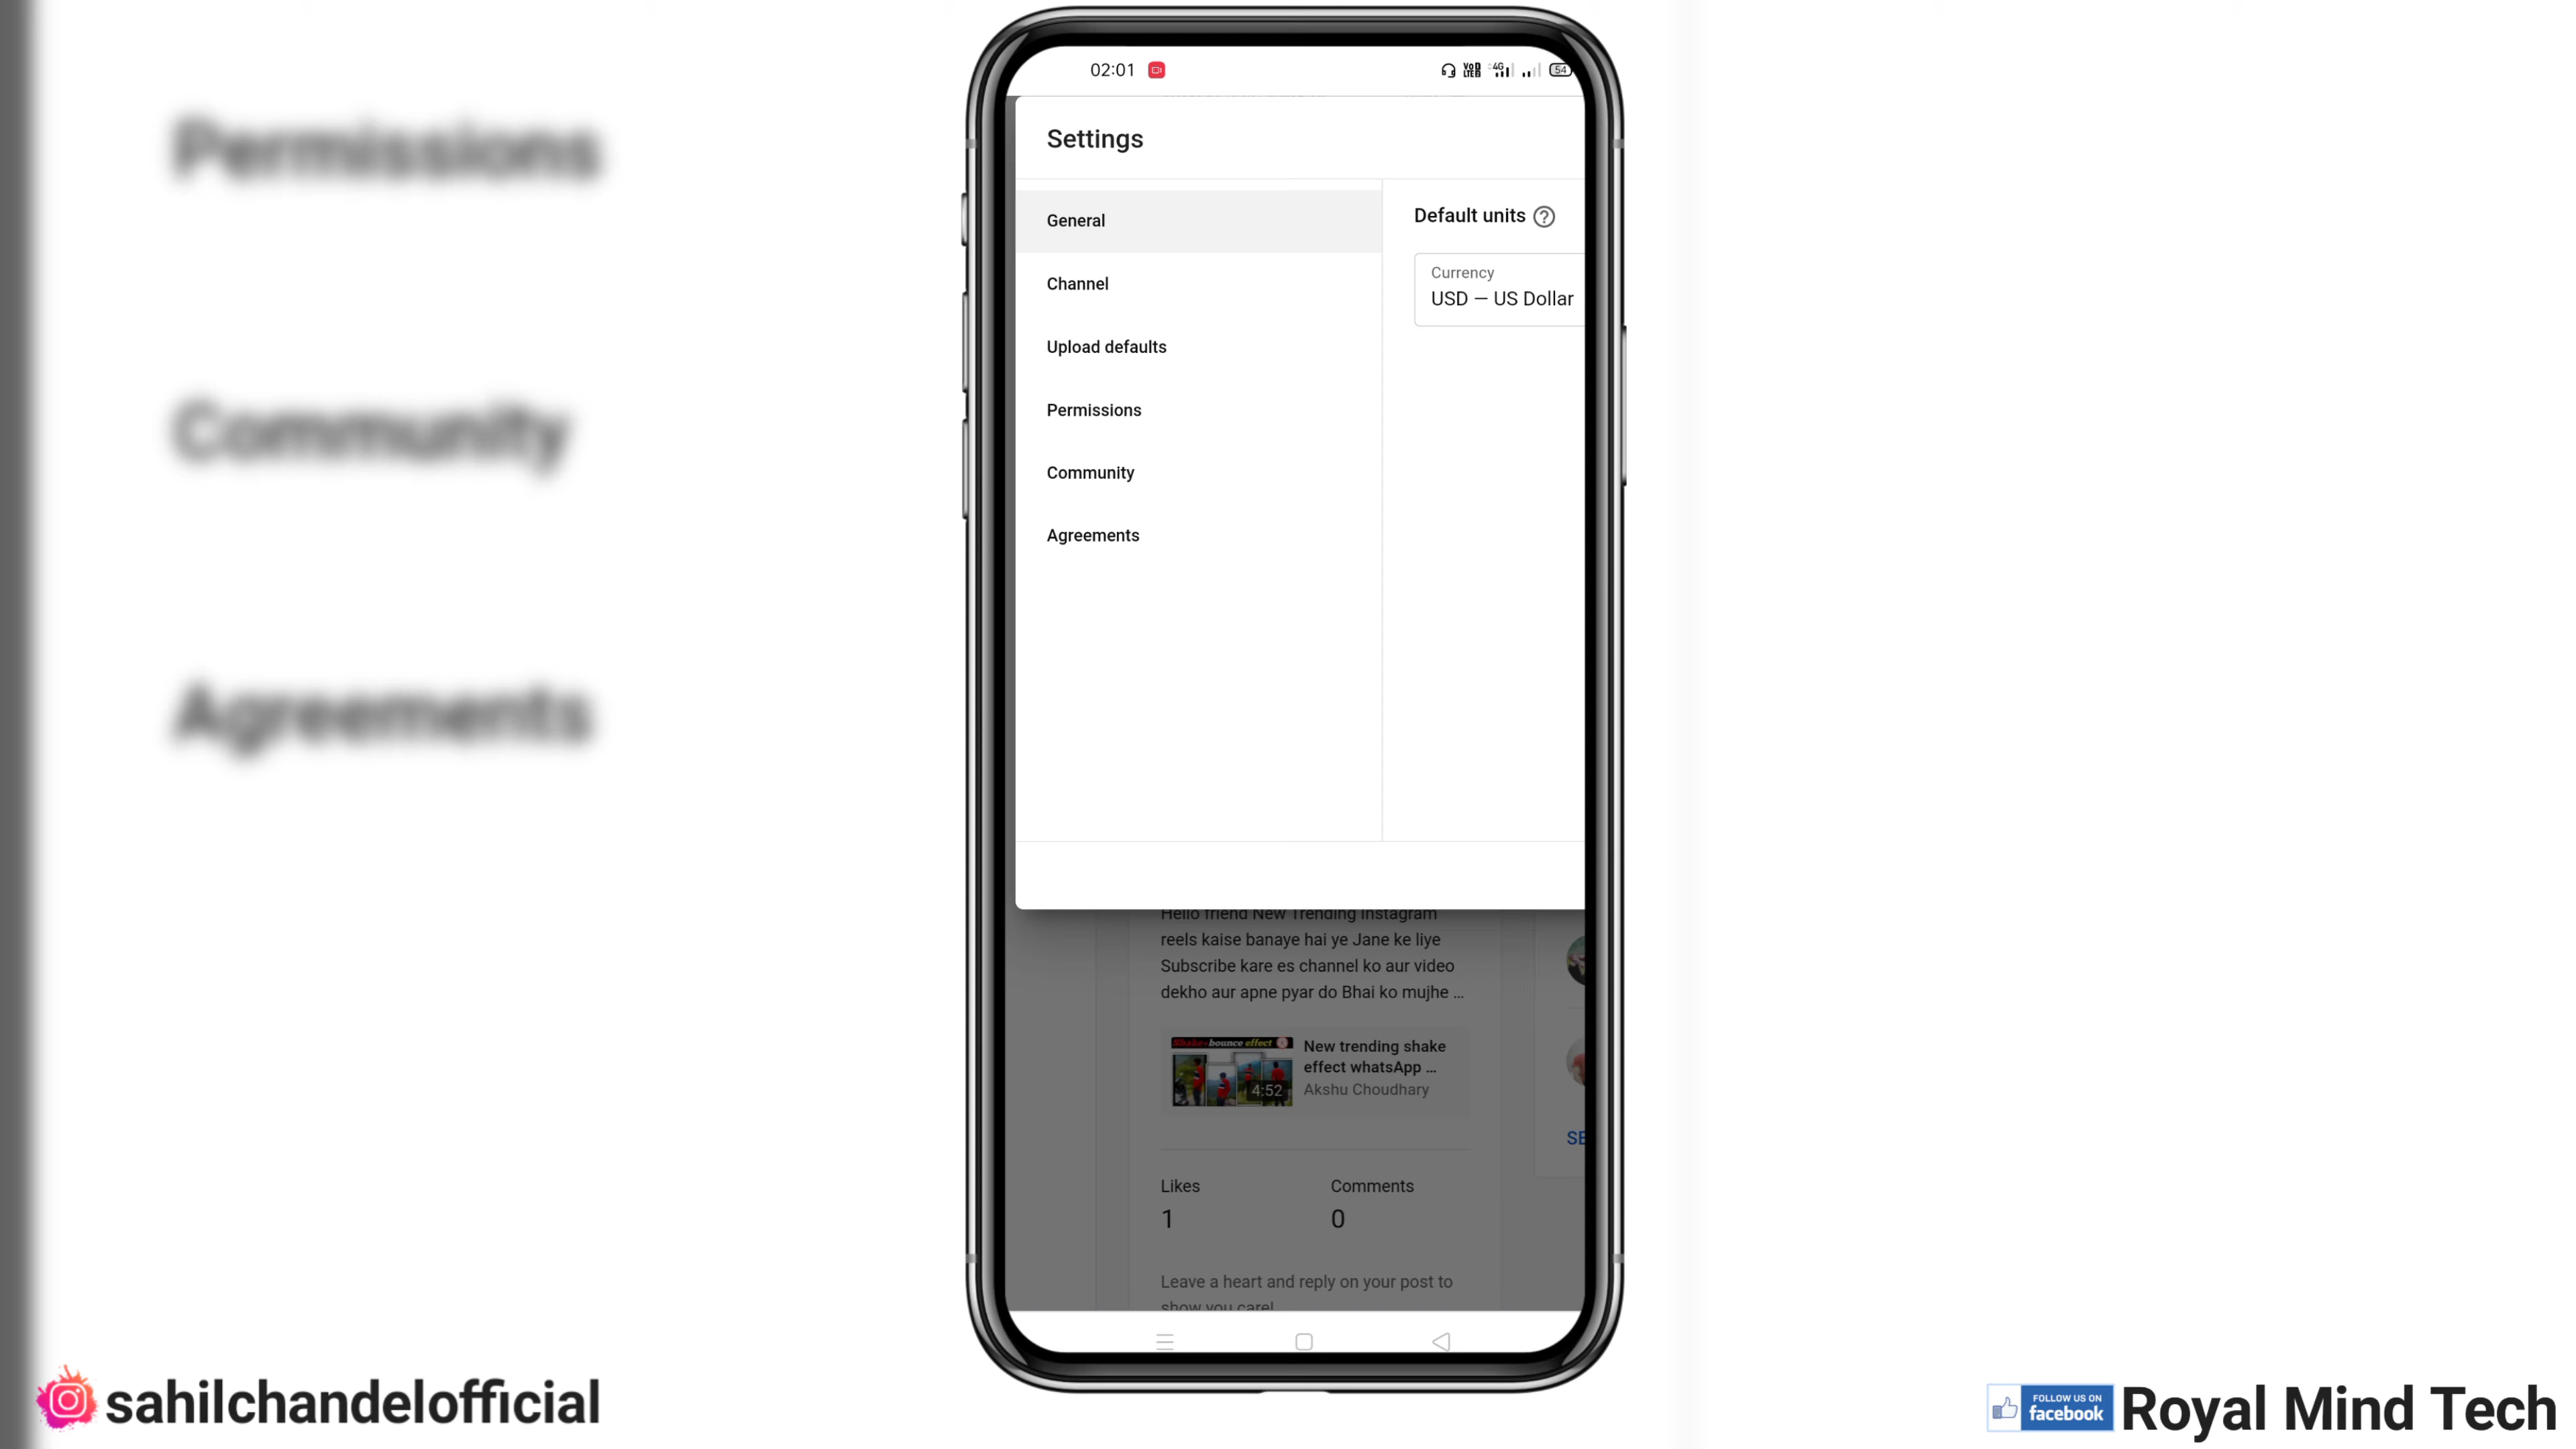 Permissions
Community
Agreements
02:01
4G
54
Settings
General
Channel
Upload defaults
Permissions
Community
Agreements
Default units
Currency
USD — US Dollar
Hello friend New Trending Instagram
reels kaise banaye hai ye Jane ke liye
Subscribe kare es channel ko aur video
dekho aur apne pyar do Bhai ko mujhe ...
Shake+bounce effect
4:52
New trending shake
effect whatsApp ...
Akshu Choudhary
SE
Likes
Comments
1
0
Leave a heart and reply on your post to
show you care!
sahilchandelofficial
FOLLOW US ON
facebook
Royal Mind Tech